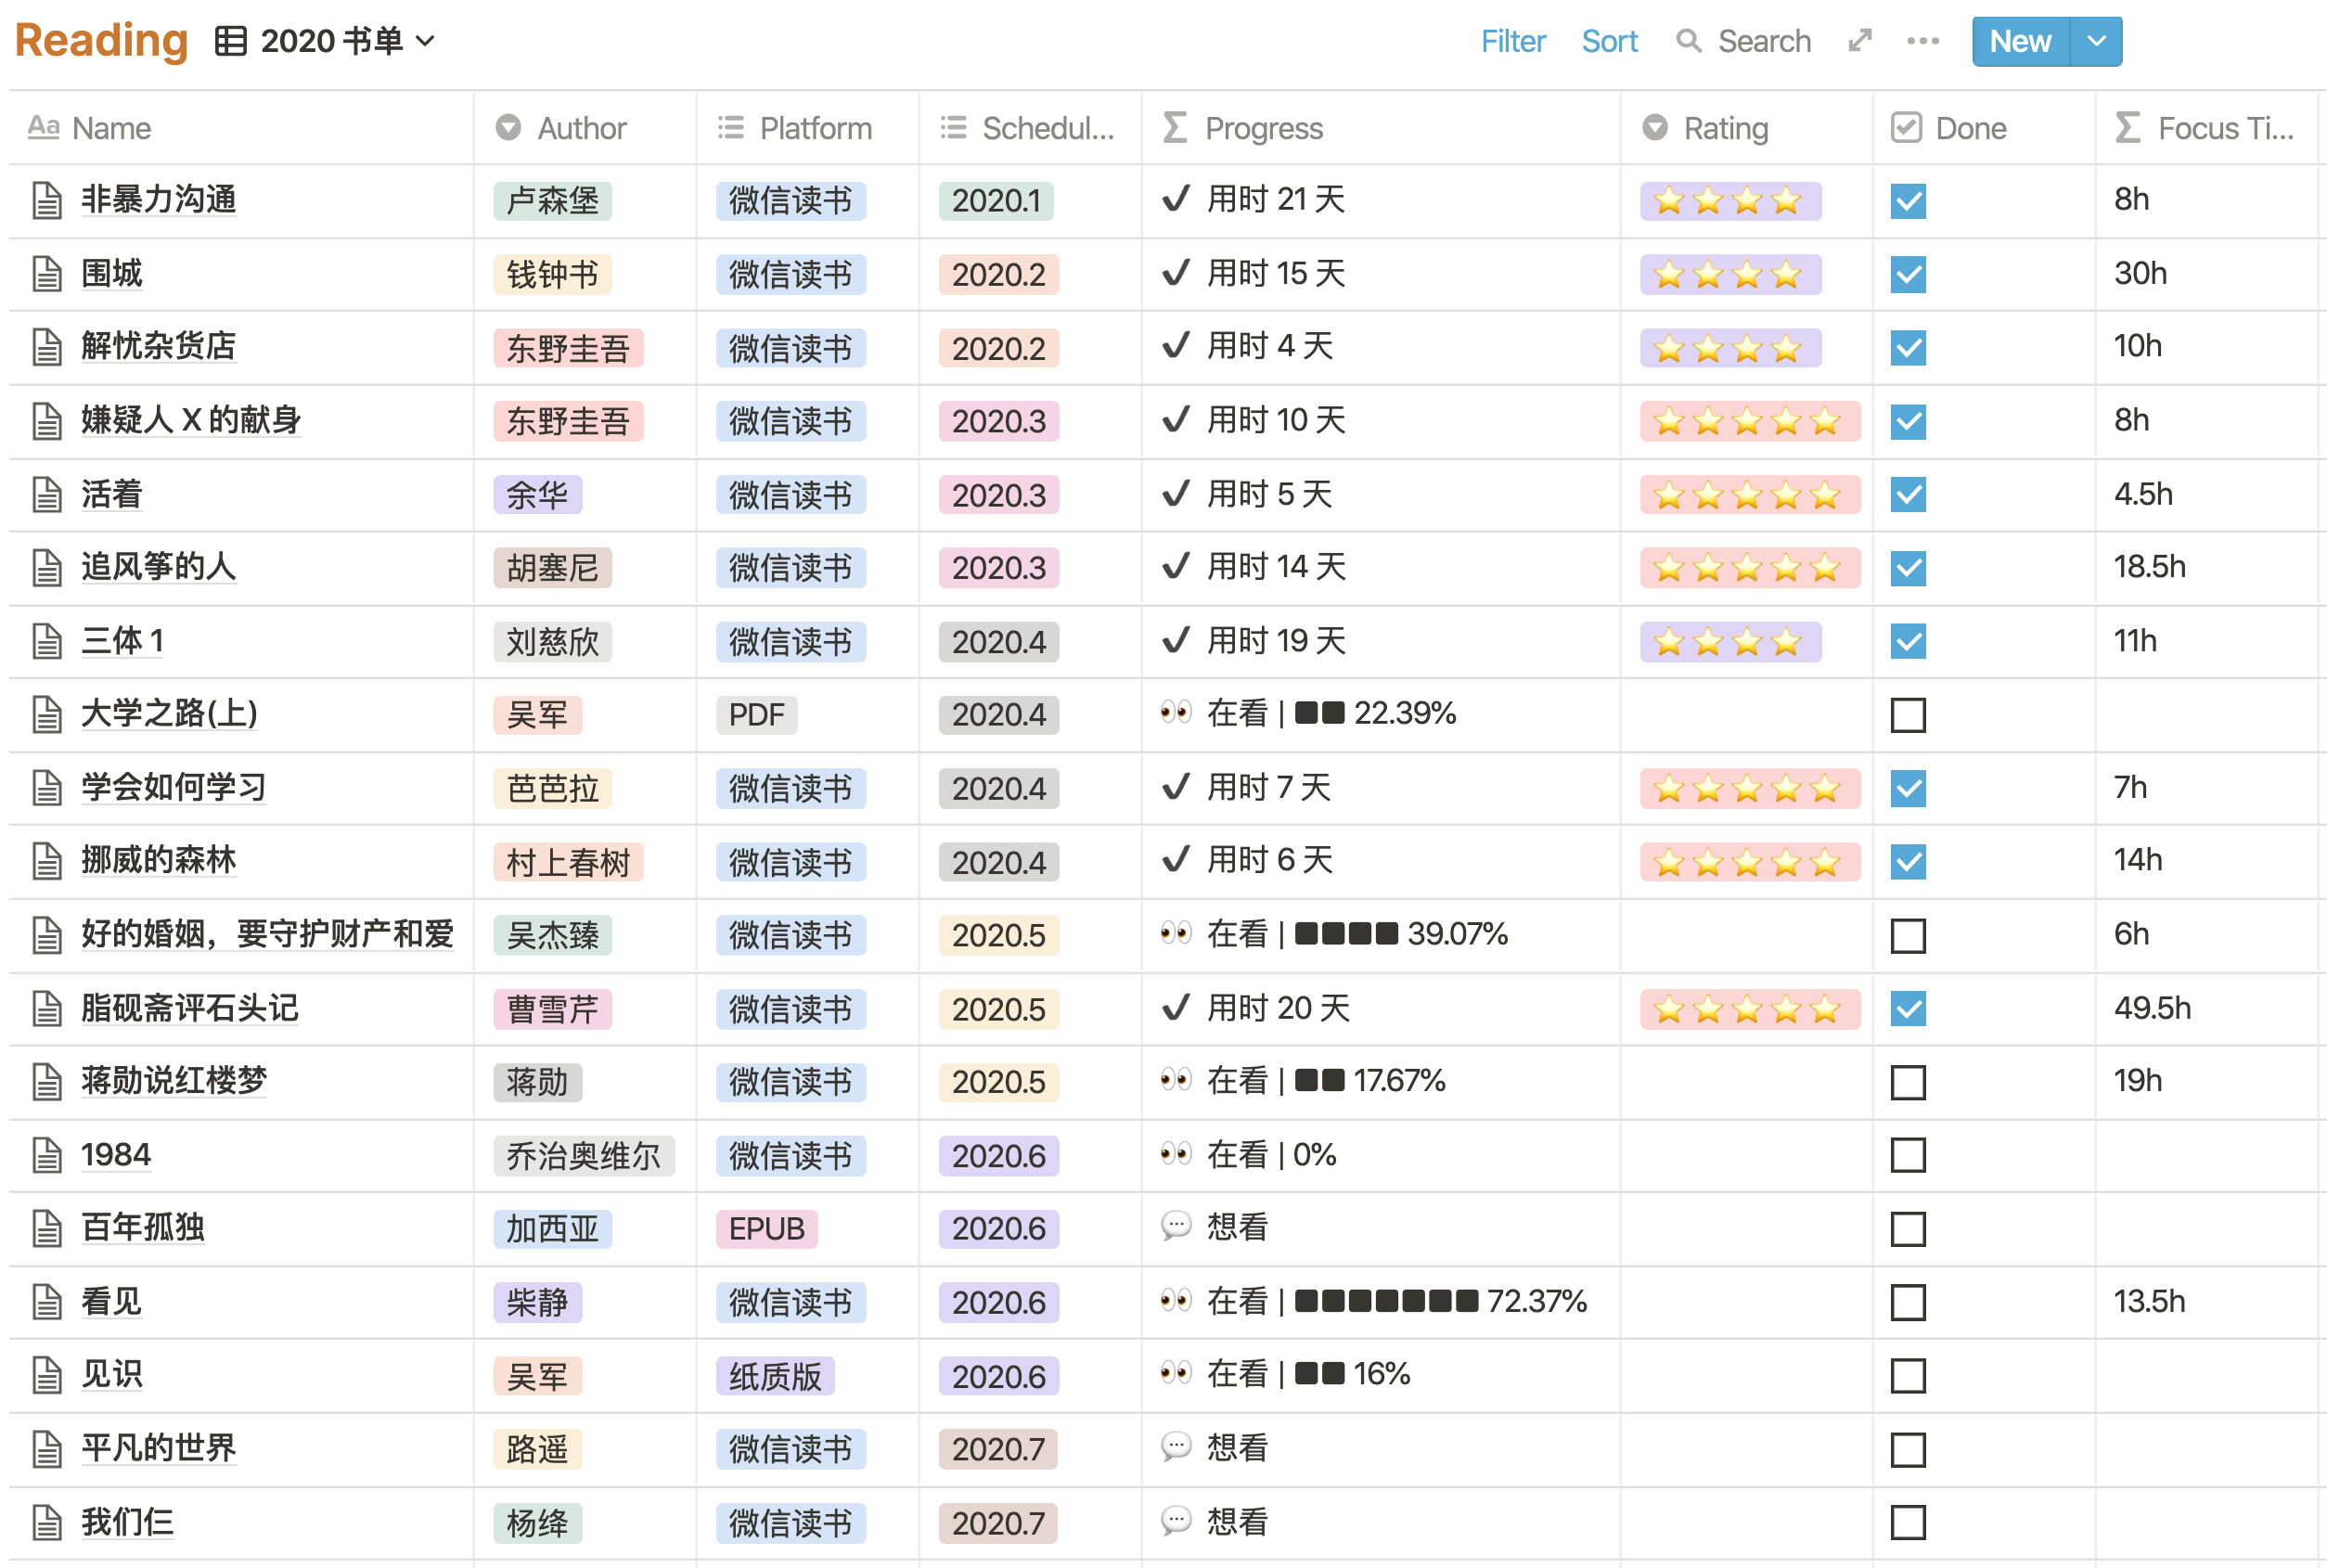 Reading 2020 书单 Filter Sort Search New
Aa Name Author Platform Schedul... Progress Rating Done Focus Ti...
非暴力沟通 卢森堡 微信读书 2020.1 ✔ 用时 21 天 ⭐⭐⭐⭐ 8h
围城 钱钟书 微信读书 2020.2 ✔ 用时 15 天 ⭐⭐⭐⭐ 30h
解忧杂货店 东野圭吾 微信读书 2020.2 ✔ 用时 4 天 ⭐⭐⭐⭐ 10h
嫌疑人 X 的献身 东野圭吾 微信读书 2020.3 ✔ 用时 10 天 ⭐⭐⭐⭐⭐ 8h
活着 余华 微信读书 2020.3 ✔ 用时 5 天 ⭐⭐⭐⭐⭐ 4.5h
追风筝的人 胡塞尼 微信读书 2020.3 ✔ 用时 14 天 ⭐⭐⭐⭐⭐ 18.5h
三体 1 刘慈欣 微信读书 2020.4 ✔ 用时 19 天 ⭐⭐⭐⭐ 11h
大学之路(上) 吴军 PDF 2020.4 👀 在看 | ■■ 22.39%
学会如何学习 芭芭拉 微信读书 2020.4 ✔ 用时 7 天 ⭐⭐⭐⭐⭐ 7h
挪威的森林 村上春树 微信读书 2020.4 ✔ 用时 6 天 ⭐⭐⭐⭐⭐ 14h
好的婚姻，要守护财产和爱 吴杰臻 微信读书 2020.5 👀 在看 | ■■■■ 39.07% 6h
脂砚斋评石头记 曹雪芹 微信读书 2020.5 ✔ 用时 20 天 ⭐⭐⭐⭐⭐ 49.5h
蒋勋说红楼梦 蒋勋 微信读书 2020.5 👀 在看 | ■■ 17.67% 19h
1984 乔治奥维尔 微信读书 2020.6 👀 在看 | 0%
百年孤独 加西亚 EPUB 2020.6 💬 想看
看见 柴静 微信读书 2020.6 👀 在看 | ■■■■■■■ 72.37% 13.5h
见识 吴军 纸质版 2020.6 👀 在看 | ■■ 16%
平凡的世界 路遥 微信读书 2020.7 💬 想看
我们仨 杨绛 微信读书 2020.7 💬 想看